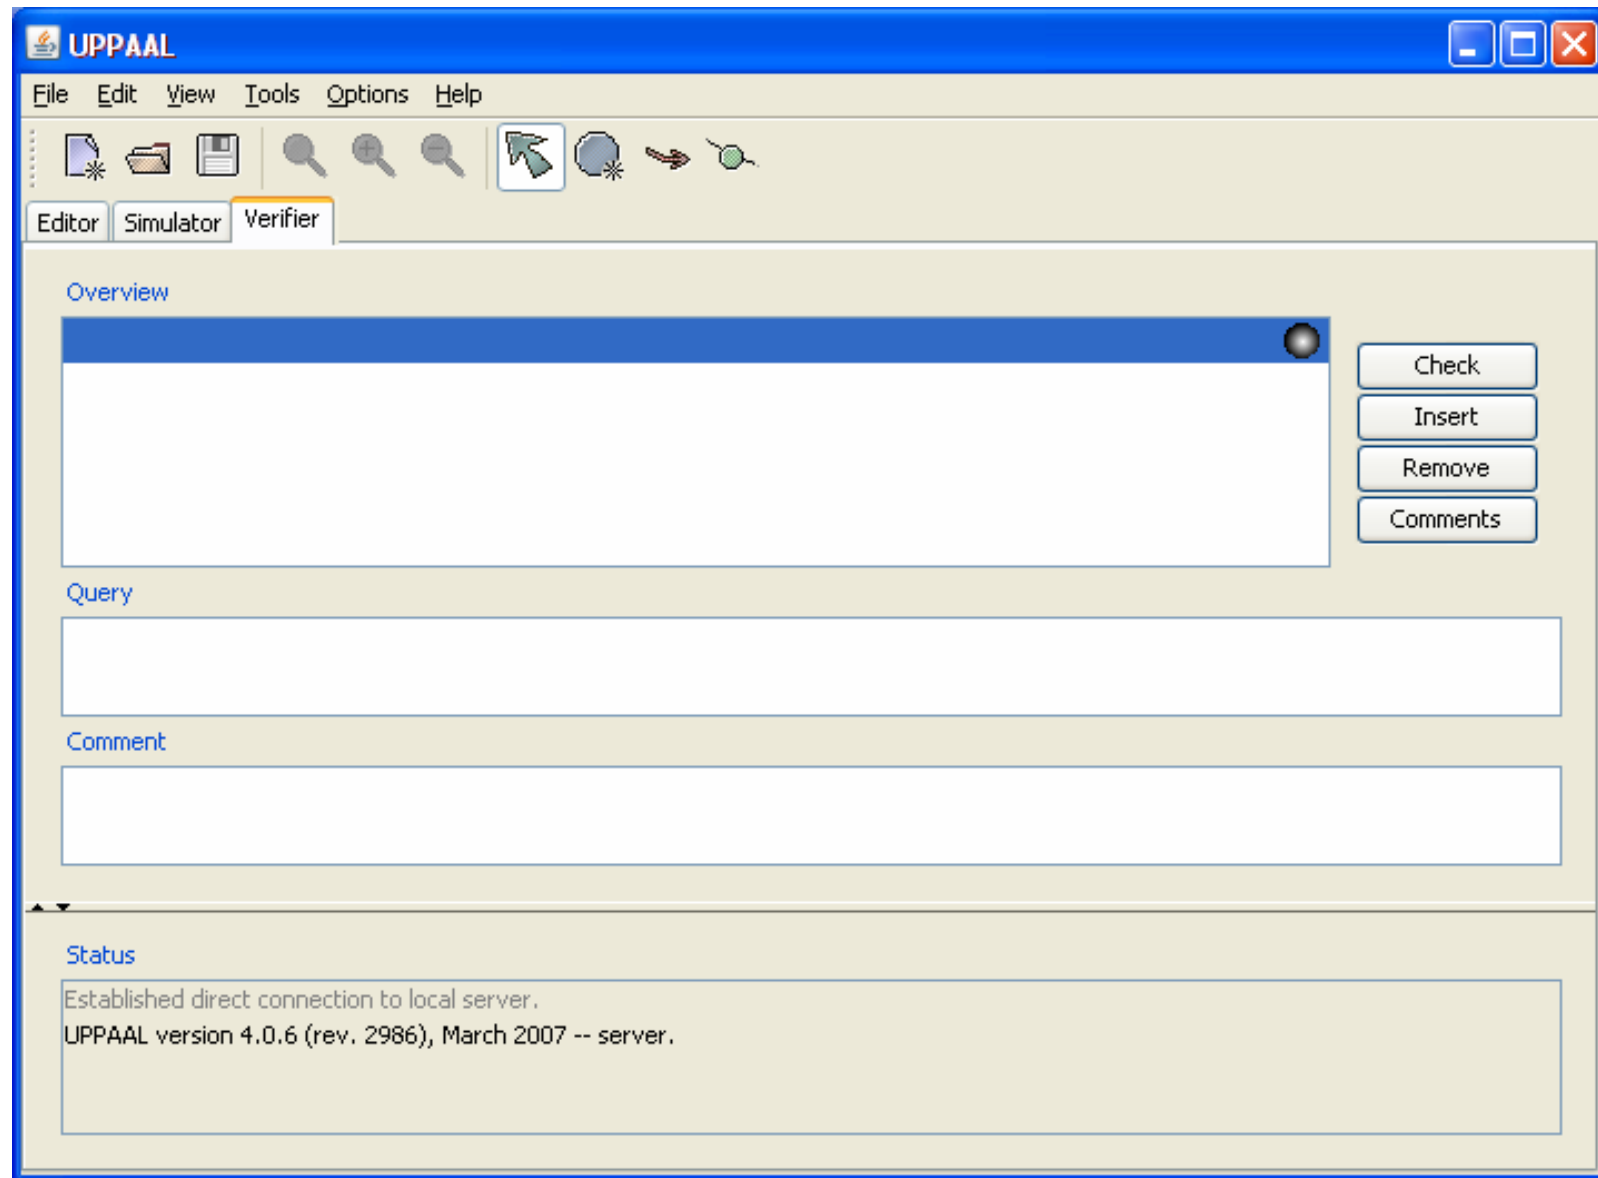 UPPAAL
File Edit View Tools Options Help
Editor Simulator Verifier
Overview
Check
Insert
Remove
Comments
Query
Comment
Status
Established direct connection to local server.
UPPAAL version 4.0.6 (rev. 2986), March 2007 -- server.